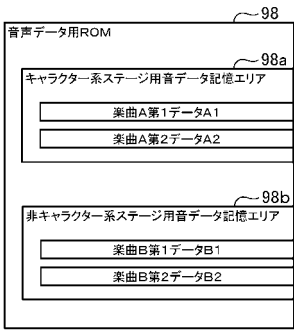 98
音声データ用ROM
98a
キャラクター系ステージ用音データ記憶エリア
楽曲A第1データA1
楽曲A第2データA2
98b
非キャラクター系ステージ用音データ記憶エリア
楽曲B第1データB1
楽曲B第2データB2